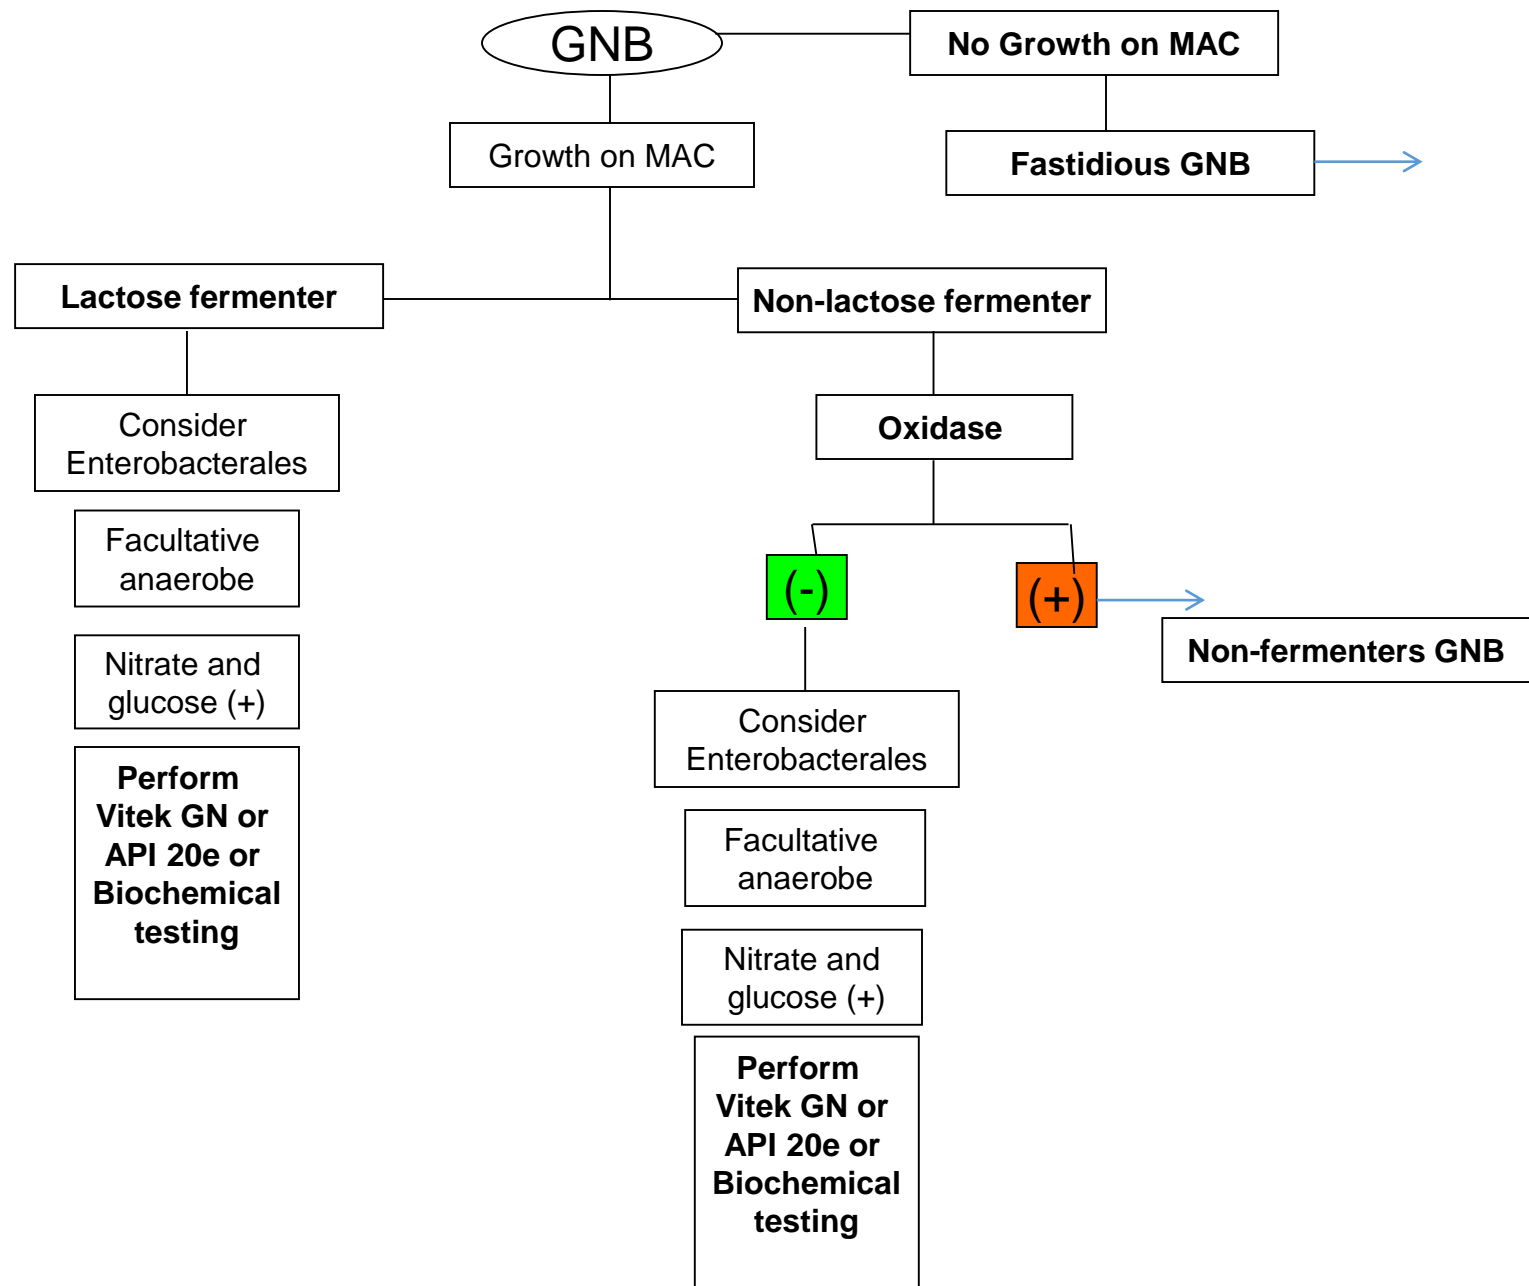 GNB
No Growth on MAC
Growth on MAC
Fastidious GNB
Lactose fermenter
Non-lactose fermenter
Consider
Enterobacterales
Oxidase
Facultative
anaerobe
(-)
(+)
Nitrate and
glucose (+)
Non-fermenters GNB
Perform
Vitek GN or
API 20e or
Biochemical
testing
Consider
Enterobacterales
Facultative
anaerobe
Nitrate and
glucose (+)
Perform
Vitek GN or
API 20e or
Biochemical
testing